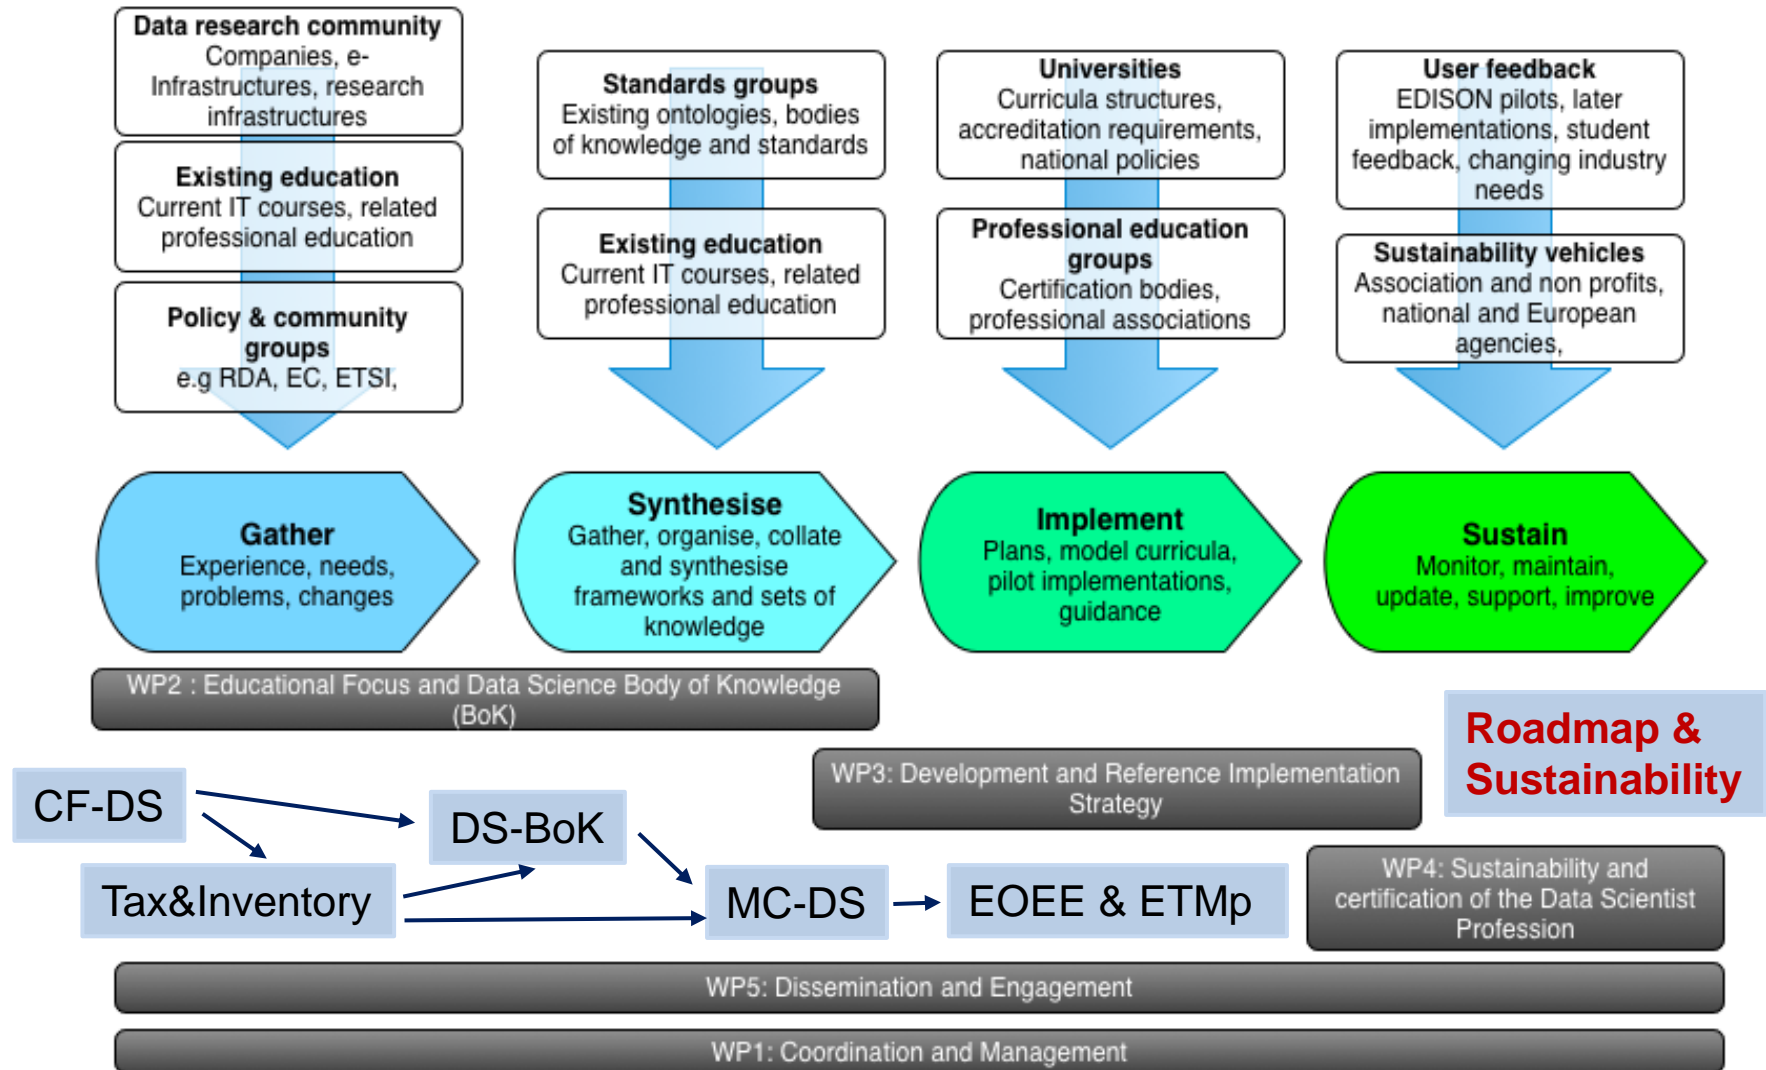 Data research community
Companies, e-
Infrastructures, research
infrastructures
Existing education
Current IT courses, related
professional education
Policy & community
groups
e.g RDA, EC, ETSI,
Standards groups
Existing ontologies, bodies
of knowledge and standards
Existing education
Current IT courses, related
professional education
Universities
Curricula structures,
accreditation requirements,
national policies
Professional education
groups
Certification bodies,
professional associations
User feedback
EDISON pilots, later
implementations, student
feedback, changing industry
needs
Sustainability vehicles
Association and non profits,
national and European
agencies,
Gather
Experience, needs,
problems, changes
Synthesise
Gather, organise, collate
and synthesise
frameworks and sets of
knowledge
Implement
Plans, model curricula,
pilot implementations,
guidance
Sustain
Monitor, maintain,
update, support, improve
WP2 : Educational Focus and Data Science Body of Knowledge
(BoK)
Roadmap &
Sustainability
WP3: Development and Reference Implementation
Strategy
CF-DS
DS-BoK
Tax&Inventory
MC-DS
EOEE & ETMp
WP4: Sustainability and
certification of the Data Scientist
Profession
WP5: Dissemination and Engagement
WP1: Coordination and Management